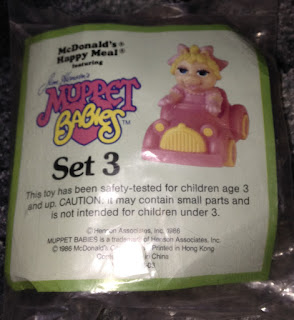 McDonald's®
Happy Meal®
featuring
Jim Henson's
MUPPET
BABIES™
Set 3
This toy has been safety-tested for children age 3
and up. CAUTION: It may contain small parts and
is not intended for children under 3.
© Henson Associates, Inc. 1986
MUPPET BABIES is a trademark of Henson Associates, Inc.
© 1986 McDonald's Printed in Hong Kong
in China